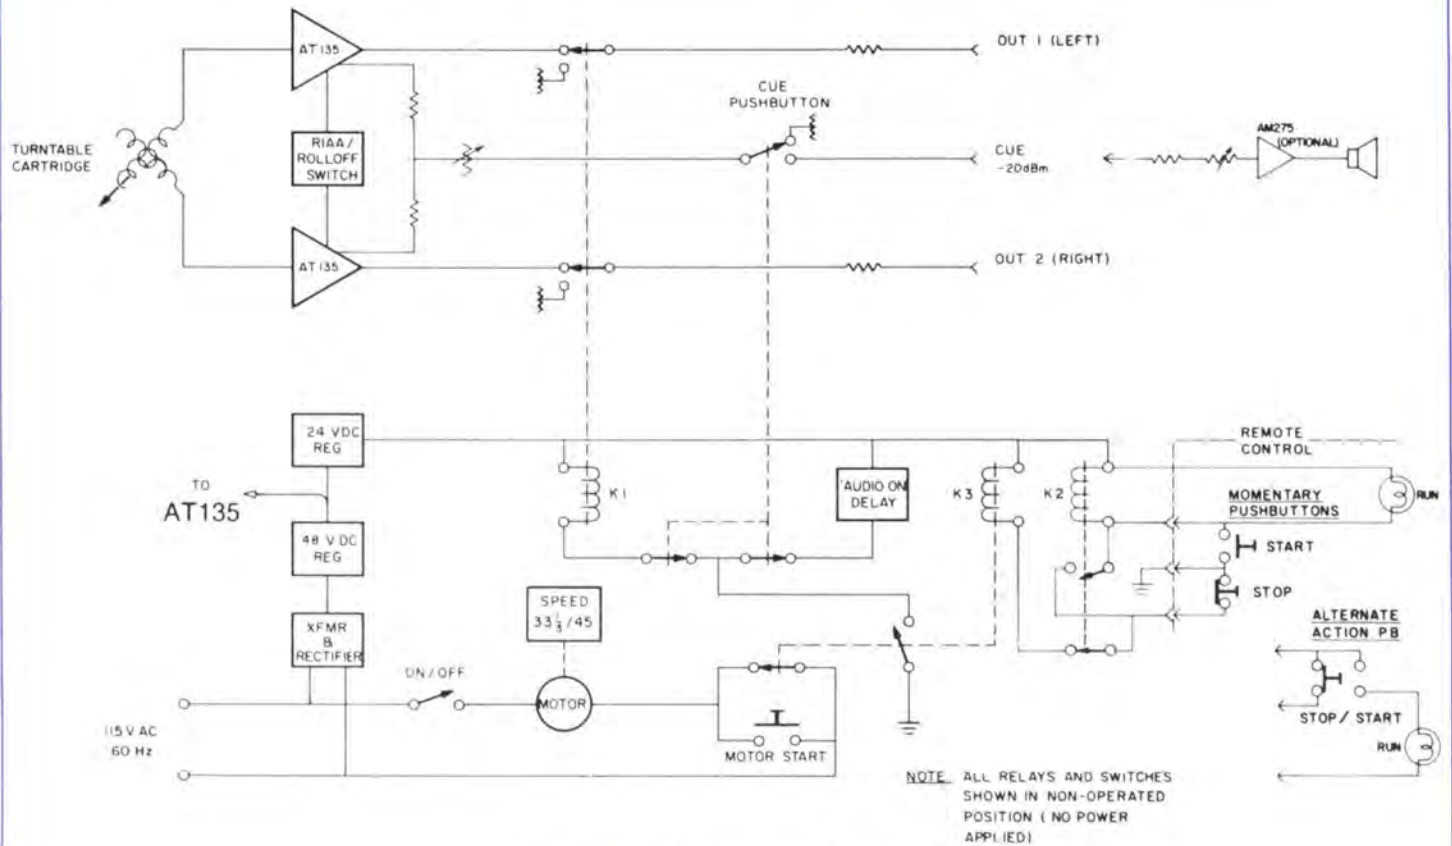 AT135
OUT 1 (LEFT)
CUE
PUSHBUTTON
TURNTABLE
CARTRIDGE
RIAA/
ROLLOFF
SWITCH
CUE
-20dBm
AM275
(OPTIONAL)
AT135
OUT 2 (RIGHT)
24 VDC
REG
TO
AT135
48 VDC
REG
XFMR
&
RECTIFIER
K1
AUDIO ON
DELAY
K3
K2
REMOTE
CONTROL
MOMENTARY
PUSHBUTTONS
RUN
START
STOP
SPEED
33 1/3 /45
ON/OFF
MOTOR
MOTOR START
115V AC
60 Hz
ALTERNATE
ACTION PB
STOP/START
RUN
NOTE ALL RELAYS AND SWITCHES
SHOWN IN NON-OPERATED
POSITION (NO POWER
APPLIED)